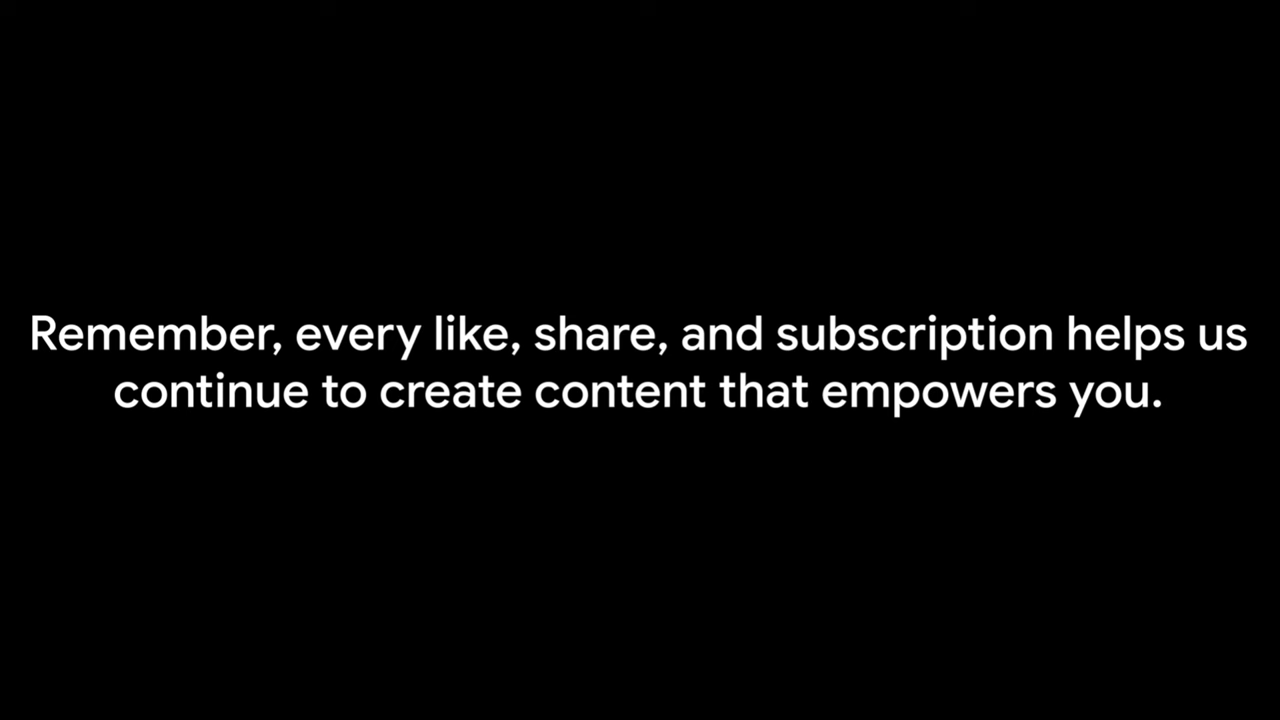 Remember, every like, share, and subscription helps us
continue to create content that empowers you.